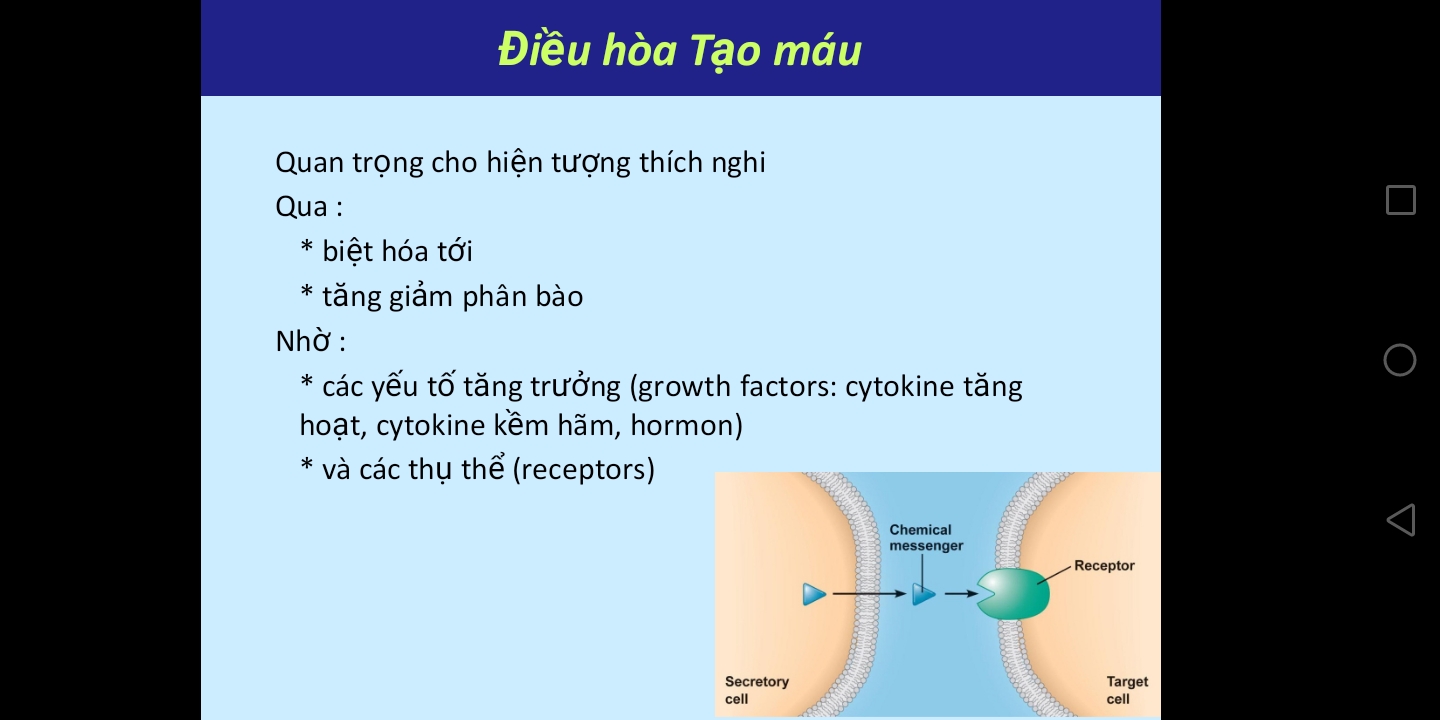 Điều hòa Tạo máu
Quan trọng cho hiện tượng thích nghi
Qua :
* biệt hóa tới
* tăng giảm phân bào
Nhờ :
* các yếu tố tăng trưởng (growth factors: cytokine tăng
hoạt, cytokine kềm hãm, hormon)
* và các thụ thể (receptors)
Chemical
messenger
Receptor
Secretory
cell
Target
cell